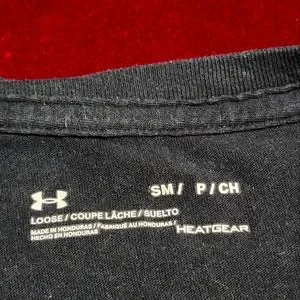 SM/ P/CH
LOOSE/COUPE LÂCHE/SUELTO
MADE IN HONDURAS/FABRIQUÉ AU HONDURAS/
HECHO EN HONDURAS
HEATGEAR